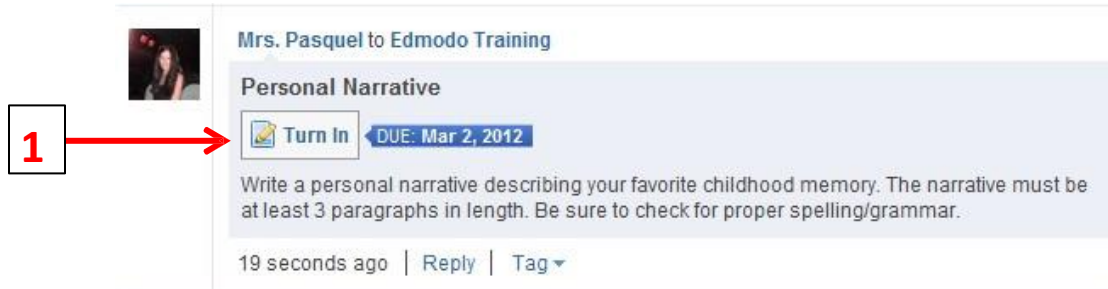 Mrs. Pasquel to Edmodo Training
Personal Narrative
1
Turn In DUE: Mar 2, 2012
Write a personal narrative describing your favorite childhood memory. The narrative must be
at least 3 paragraphs in length. Be sure to check for proper spelling/grammar.
19 seconds ago | Reply | Tag